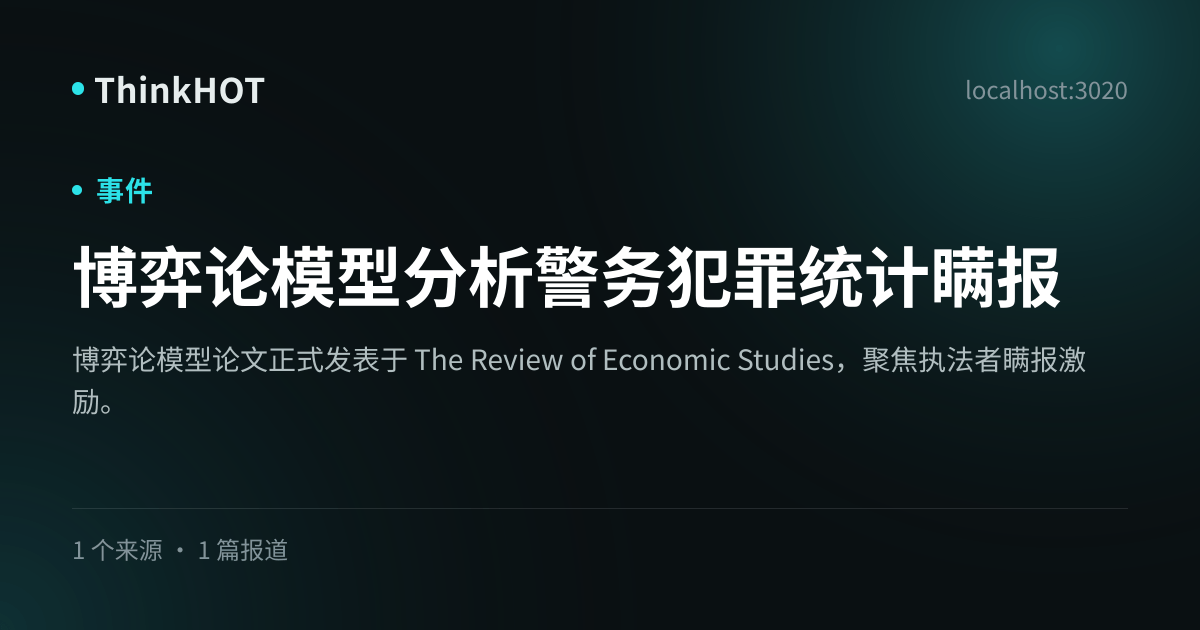 ThinkHOT
localhost:3020
事件
博弈论模型分析警务犯罪统计瞒报
博弈论模型论文正式发表于 The Review of Economic Studies，聚焦执法者瞒报激
励。
1 个来源 · 1 篇报道